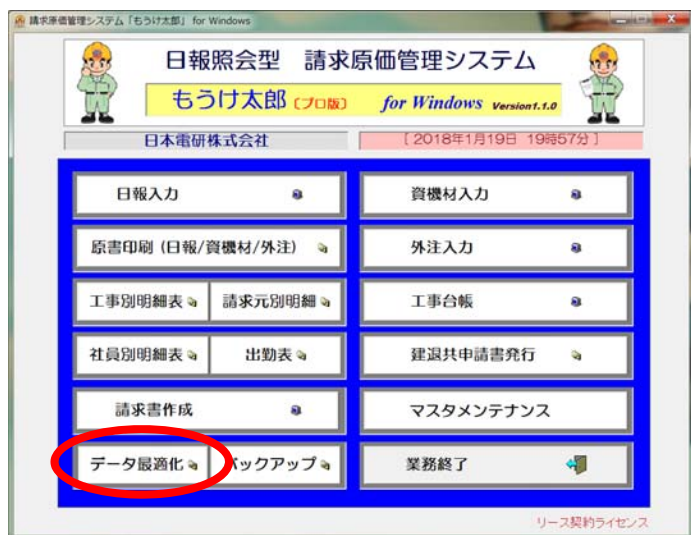 請求原価管理システム「もうけ太郎」 for Windows
日報照会型 請求原価管理システム
もうけ太郎 (プロ版) for Windows Version1.1.0
日本電研株式会社 [ 2018年1月19日 19時57分 ]
日報入力 資機材入力
原書印刷 (日報/資機材/外注) 外注入力
工事別明細表 請求元別明細 工事台帳
社員別明細表 出勤表 建退共申請書発行
請求書作成 マスタメンテナンス
データ最適化 バックアップ 業務終了
リース契約ライセンス